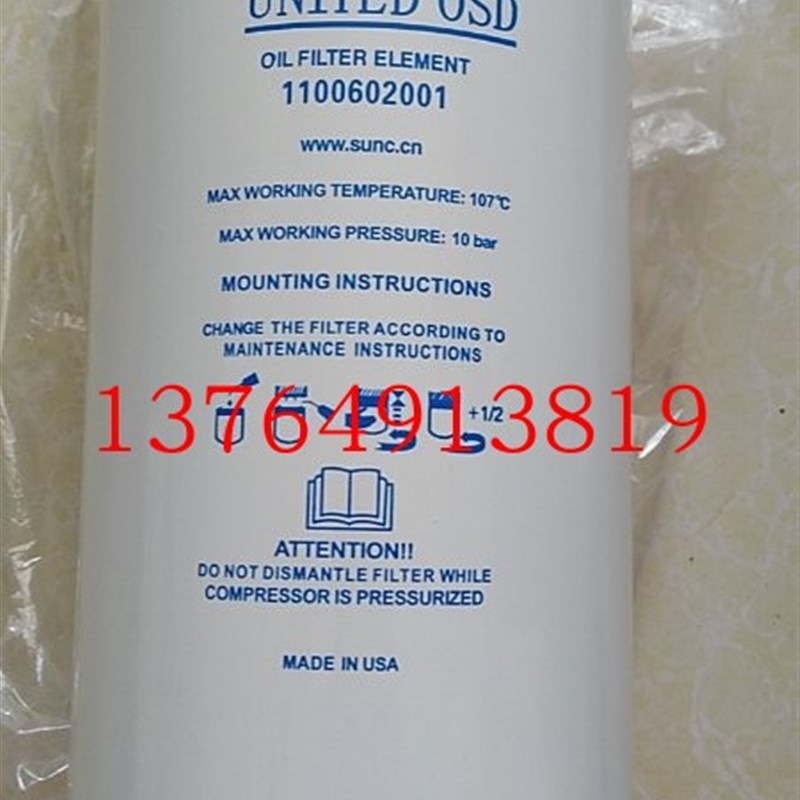 UNITED OSD
OIL FILTER ELEMENT
1100602001
www.sunc.cn
MAX WORKING TEMPERATURE: 107℃
MAX WORKING PRESSURE: 10 bar
MOUNTING INSTRUCTIONS
CHANGE THE FILTER ACCORDING TO
MAINTENANCE INSTRUCTIONS
+1/2
13764913819
ATTENTION!!
DO NOT DISMANTLE FILTER WHILE
COMPRESSOR IS PRESSURIZED
MADE IN USA